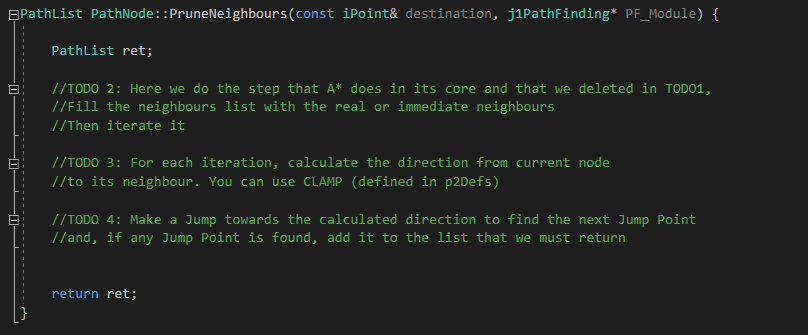 PathList PathNode::PruneNeighbours(const iPoint& destination, j1PathFinding* PF_Module) {
PathList ret;
//TODO 2: Here we do the step that A* does in its core and that we deleted in TODO1,
//Fill the neighbours list with the real or immediate neighbours
//Then iterate it
//TODO 3: For each iteration, calculate the direction from current node
//to its neighbour. You can use CLAMP (defined in p2Defs)
//TODO 4: Make a Jump towards the calculated direction to find the next Jump Point
//and, if any Jump Point is found, add it to the list that we must return
return ret;
}